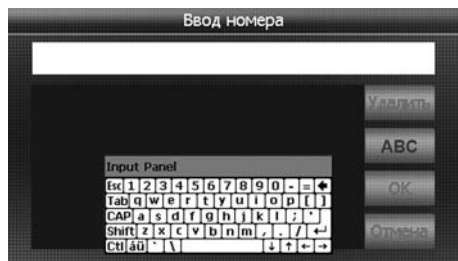 Ввод номера
Удалить
ABC
OK
Отмена
Input Panel
Esc 1 2 3 4 5 6 7 8 9 0 - =
Tab q w e r t y u i o p [ ]
CAP a s d f g h j k l ; '
Shift z x c v b n m , . /
Ctl áü ` \ ↓ ↑ ← →